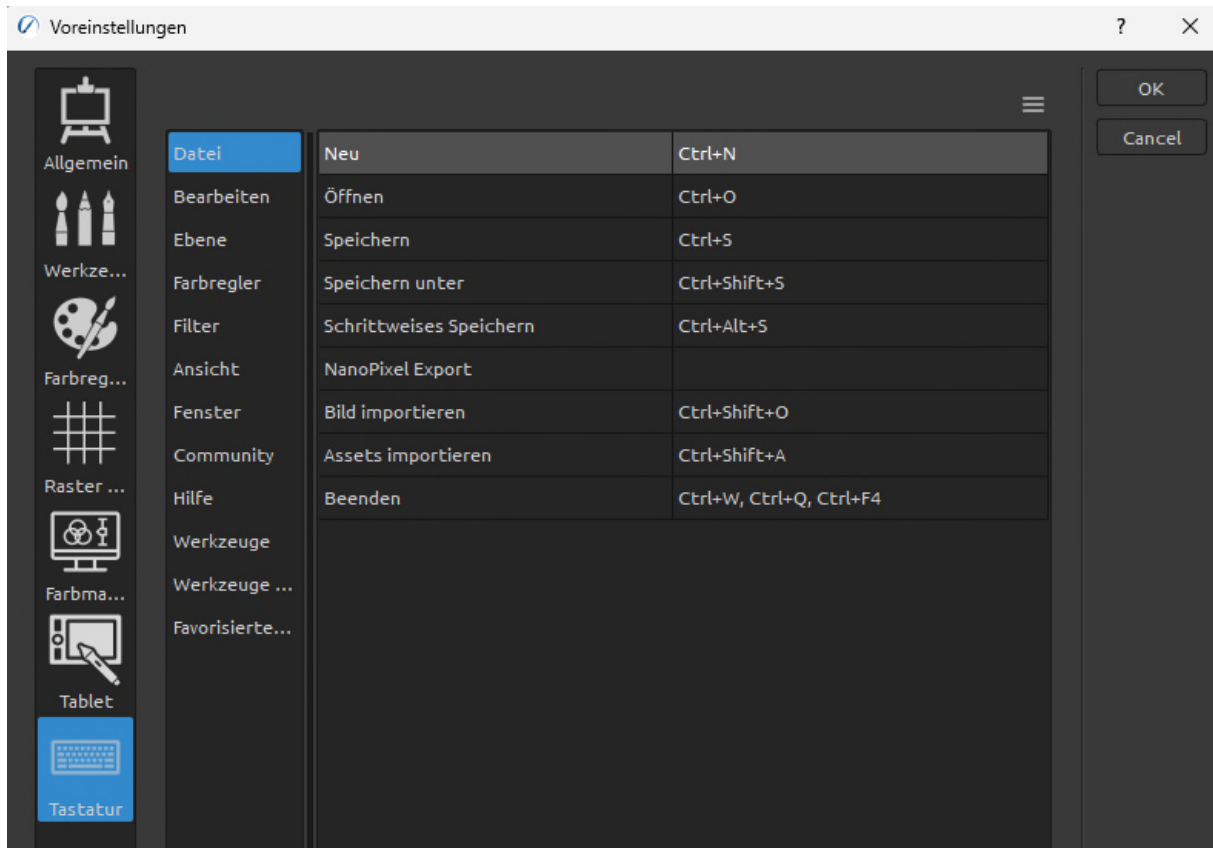 Voreinstellungen
?
OK
Cancel
Allgemein
Werkze...
Farbreg...
Raster ...
Farbma...
Tablet
Tastatur
Datei
Bearbeiten
Ebene
Farbregler
Filter
Ansicht
Fenster
Community
Hilfe
Werkzeuge
Werkzeuge ...
Favorisierte...
Neu Ctrl+N
Öffnen Ctrl+O
Speichern Ctrl+S
Speichern unter Ctrl+Shift+S
Schrittweises Speichern Ctrl+Alt+S
NanoPixel Export
Bild importieren Ctrl+Shift+O
Assets importieren Ctrl+Shift+A
Beenden Ctrl+W, Ctrl+Q, Ctrl+F4